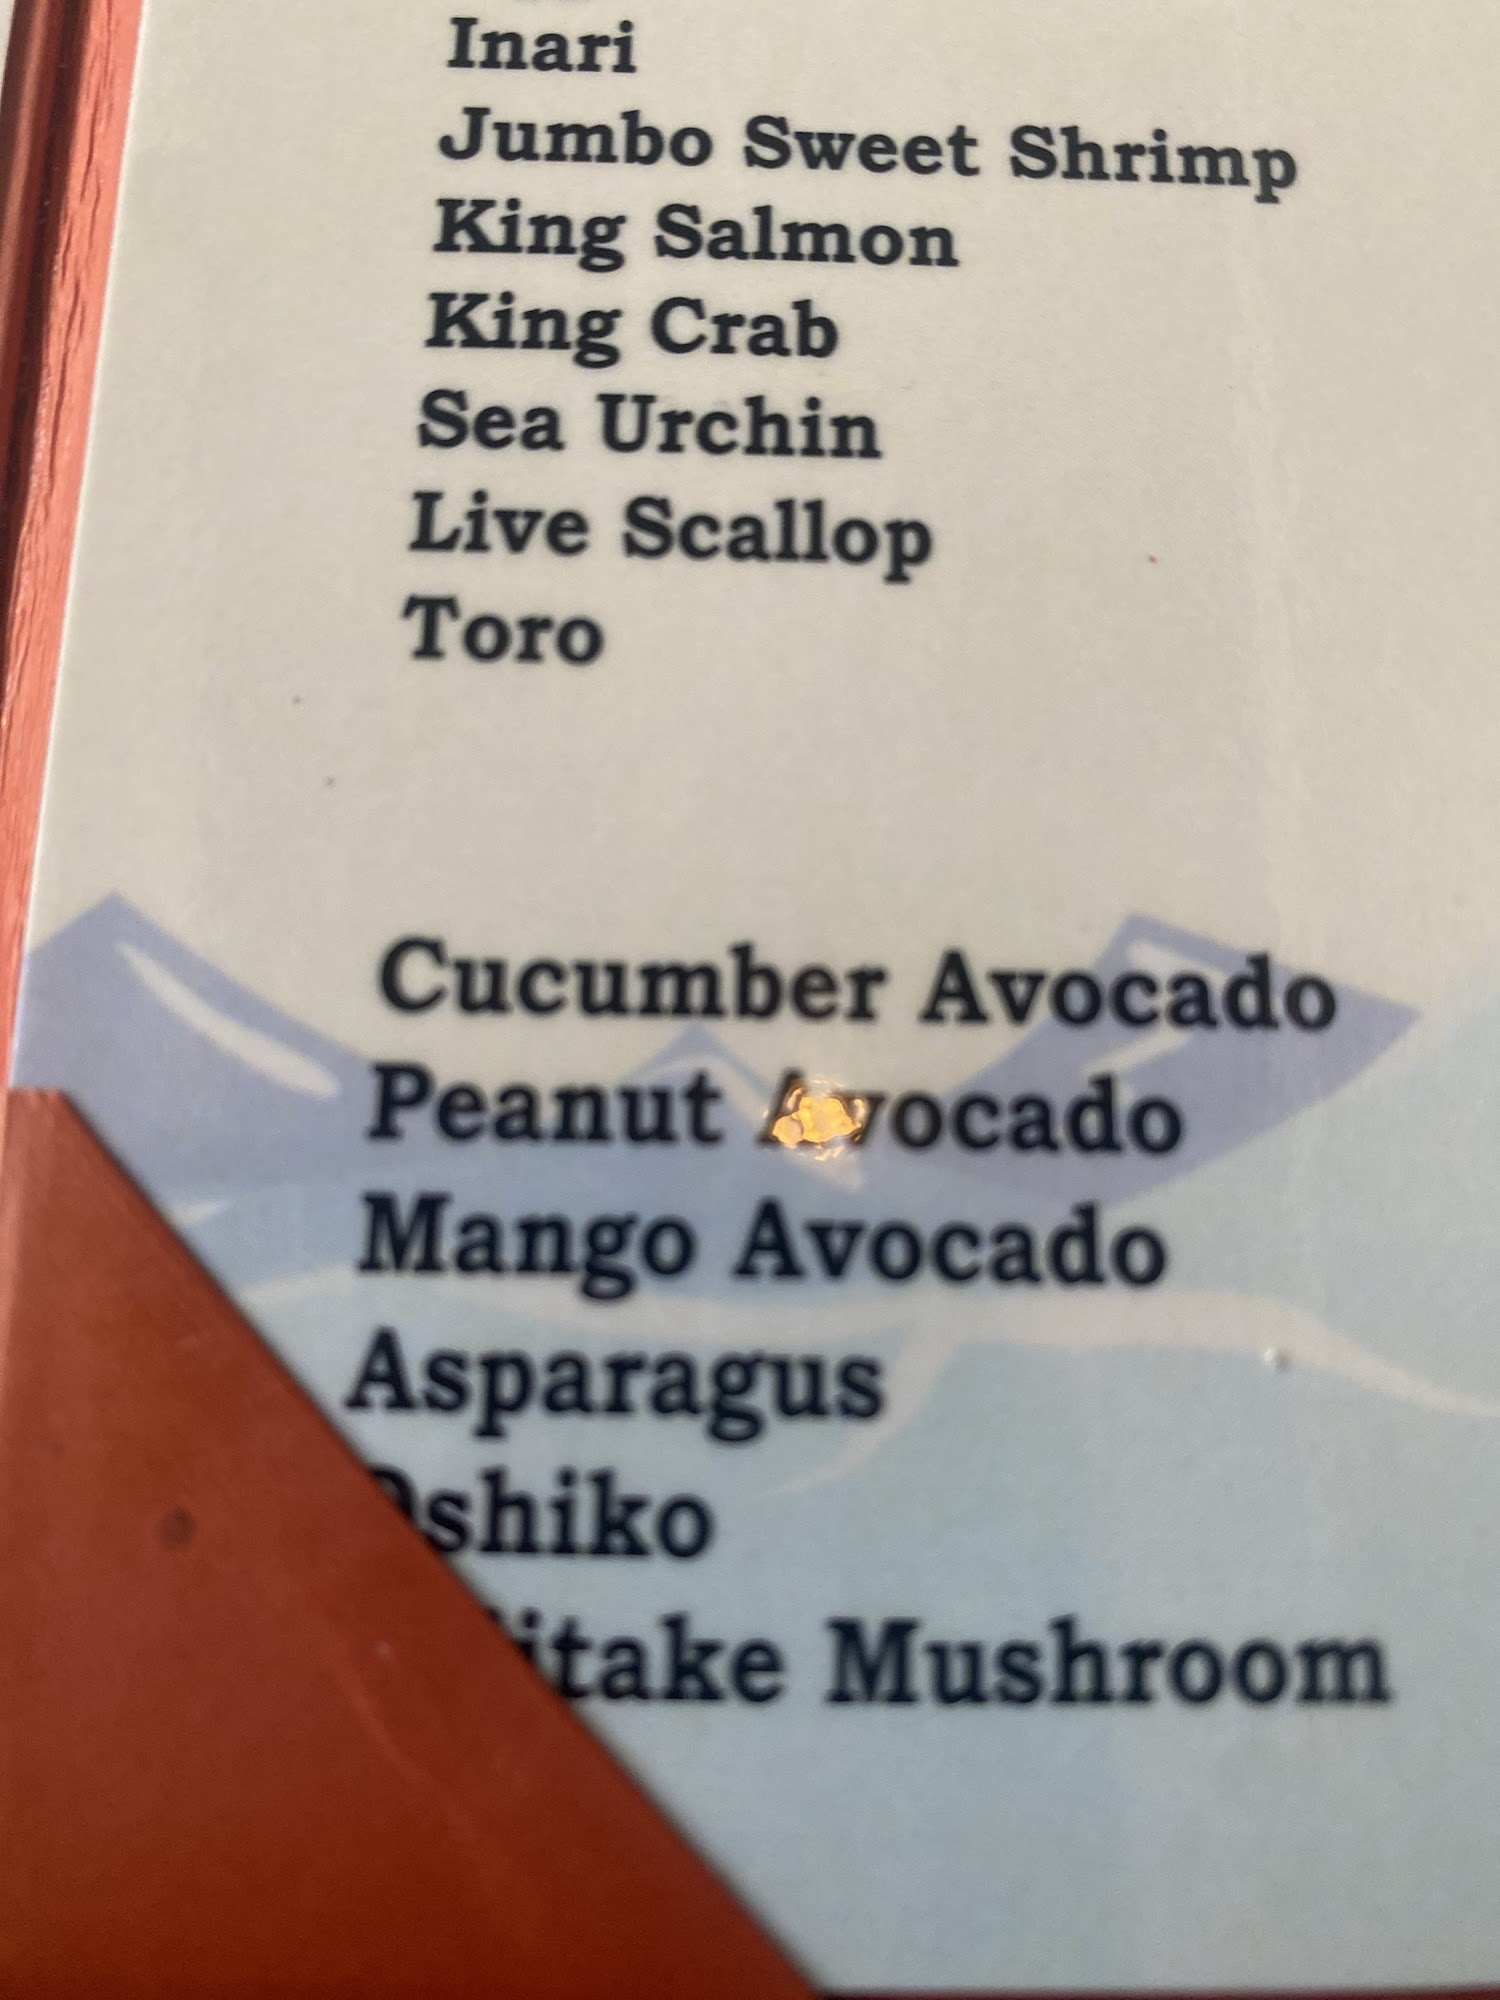 Inari
Jumbo Sweet Shrimp
King Salmon
King Crab
Sea Urchin
Live Scallop
Toro
Cucumber Avocado
Peanut Avocado
Mango Avocado
Asparagus
Oshiko
Mushroom